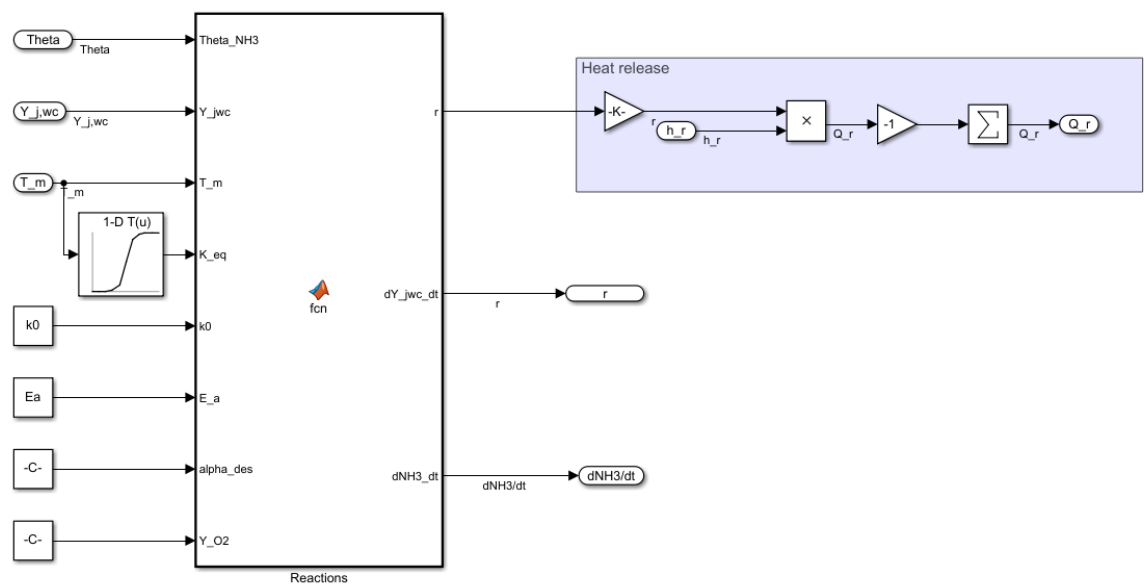 Theta
Theta
Theta_NH3
Heat release
Y_j,wc
Y_j,wc
Y_jwc
r
-K-
r
h_r
h_r
×
Q_r
-1
∑
Q_r
Q_r
T_m
_m
T_m
1-D T(u)
K_eq
fcn
dY_jwc_dt
r
r
k0
k0
Ea
E_a
-C-
alpha_des
dNH3_dt
dNH3/dt
dNH3/dt
-C-
Y_O2
Reactions